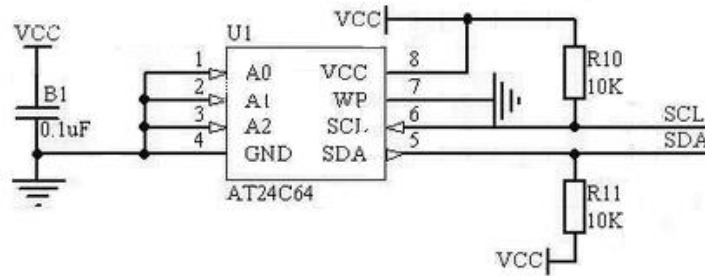 VCC
B1
0.1uF
U1
1 A0
2 A1
3 A2
4 GND
VCC 8
WP 7
SCL 6
SDA 5
AT24C64
VCC
R10
10K
SCL
SDA
R11
10K
VCC